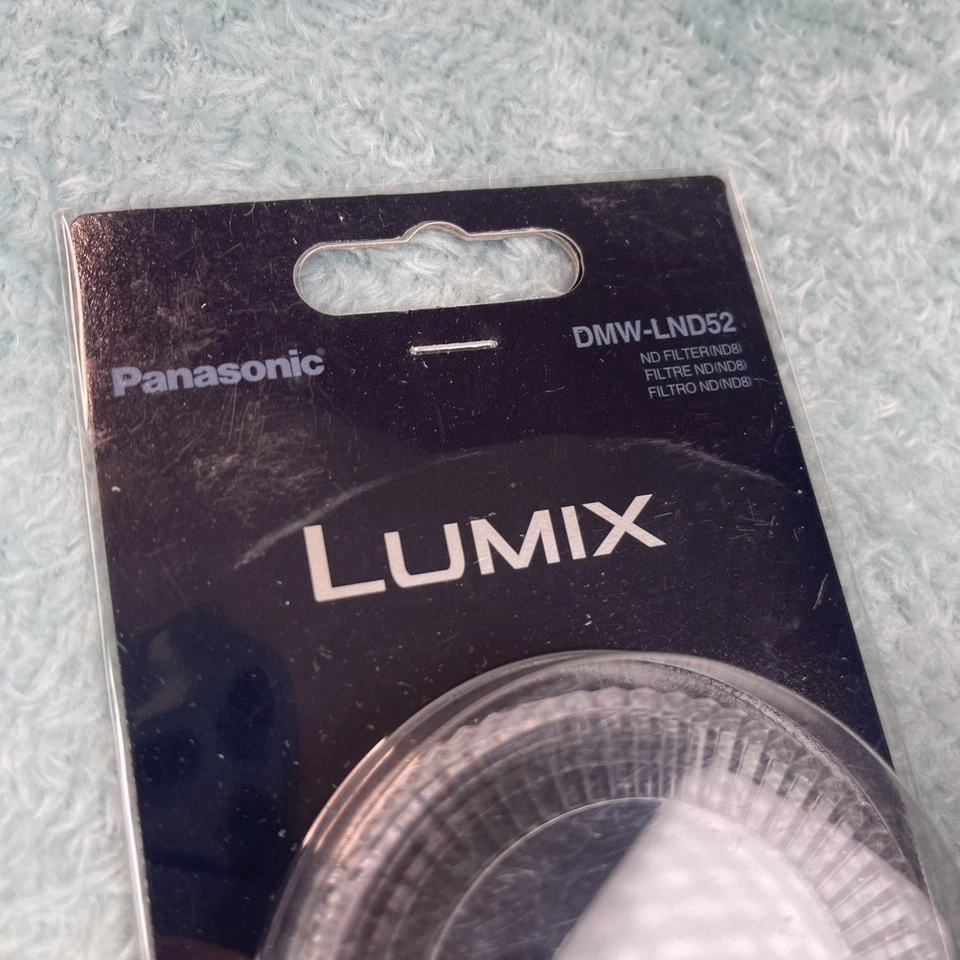 Panasonic®
DMW-LND52
ND FILTER(ND8)
FILTRE ND(ND8)
FILTRO ND(ND8)
LUMIX